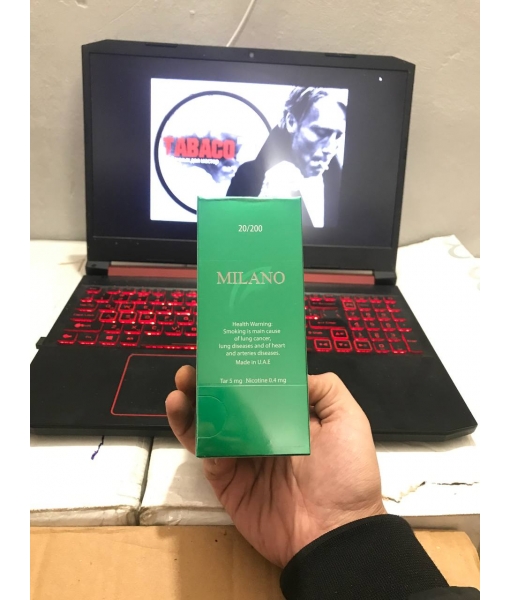 TABACO
20/200
MILANO
Health Warning
Smoking is main cause
of lung cancer,
lung diseases and of heart
and arteries diseases.
Made in U.A.E
Tar 5 mg Nicotine 0.4 mg